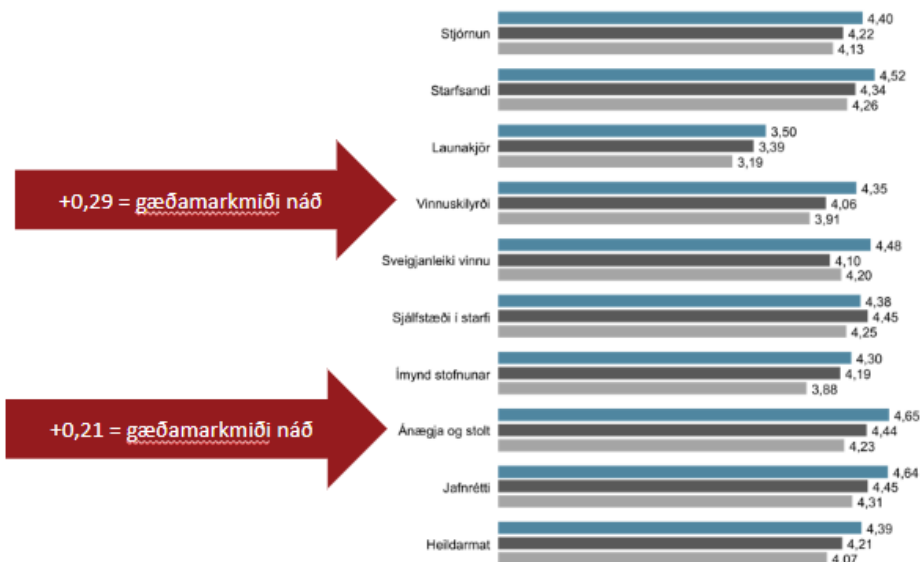 4,40
Stjórnun
4,22
4,13
4,52
Starfsandi
4,34
4,26
3,50
Launakjör
3,39
3,19
+0,29 = gæðamarkmiði náð
4,35
Vinnuskilyrði
4,06
3,91
4,48
Sveigjanleiki vinnu
4,10
4,20
4,38
Sjálfstæði í starfi
4,45
4,25
4,30
Ímynd stofnunar
4,19
3,88
+0,21 = gæðamarkmiði náð
4,65
Ánægja og stolt
4,44
4,23
4,64
Jafnrétti
4,45
4,31
4,39
Heildarmat
4,21
4,07